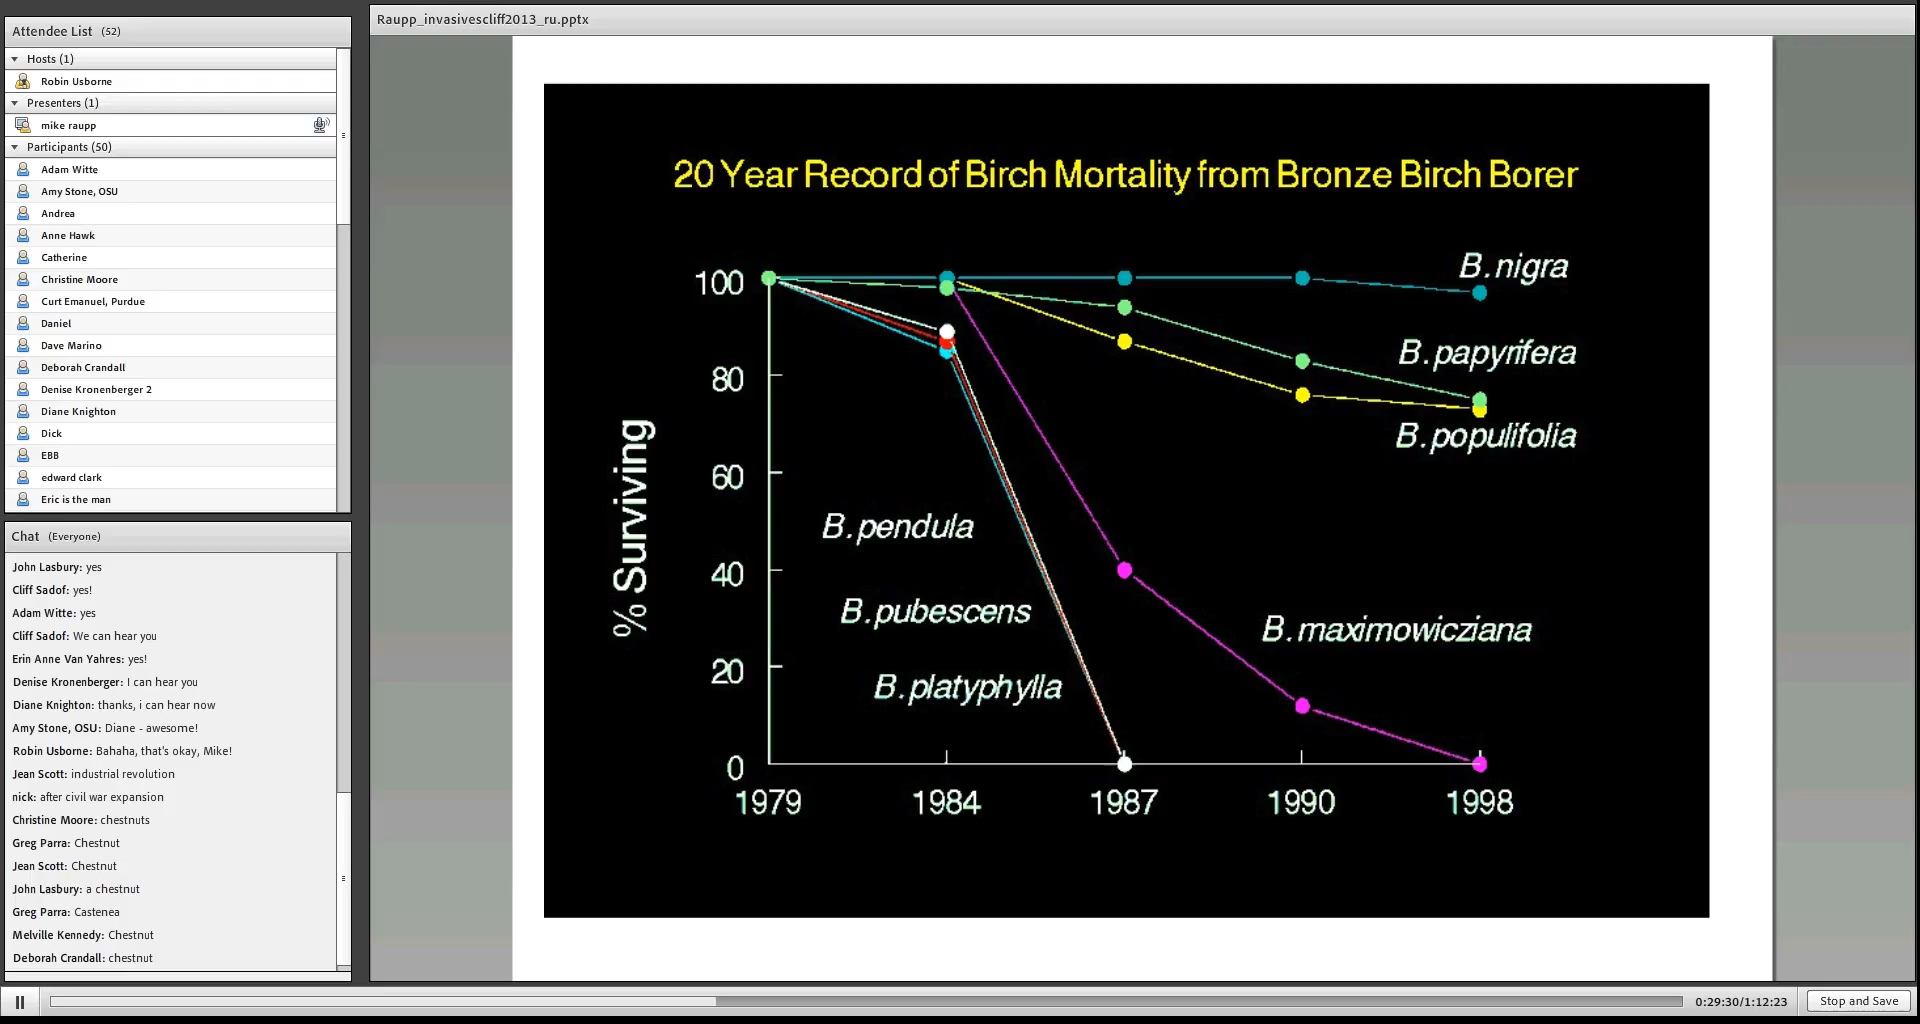 Attendee List (52)
Hosts (1)
Robin Usborne
Presenters (1)
mike raupp
Participants (50)
Adam Witte
Amy Stone, OSU
Andrea
Anne Hawk
Catherine
Christine Moore
Curt Emanuel, Purdue
Daniel
Dave Marino
Deborah Crandall
Denise Kronenberger 2
Diane Knighton
Dick
EBB
edward clark
Eric is the man
Chat (Everyone)
John Lasbury: yes
Cliff Sadof: yes!
Adam Witte: yes
Cliff Sadof: We can hear you
Erin Anne Van Yahres: yes!
Denise Kronenberger: I can hear you
Diane Knighton: thanks, i can hear now
Amy Stone, OSU: Diane - awesome!
Robin Usborne: Bahaha, that's okay, Mike!
Jean Scott: industrial revolution
nick: after civil war expansion
Christine Moore: chestnuts
Greg Parra: Chestnut
Jean Scott: Chestnut
John Lasbury: a chestnut
Greg Parra: Castenea
Melville Kennedy: Chestnut
Deborah Crandall: chestnut
Raupp_invasivescliff2013_ru.pptx
20 Year Record of Birch Mortality from Bronze Birch Borer
% Surviving
100
80
60
40
20
0
1979 1984 1987 1990 1998
B.nigra
B.papyrifera
B.populifolia
B.pendula
B.pubescens
B.platyphylla
B.maximowicziana
0:29:30/1:12:23
Stop and Save